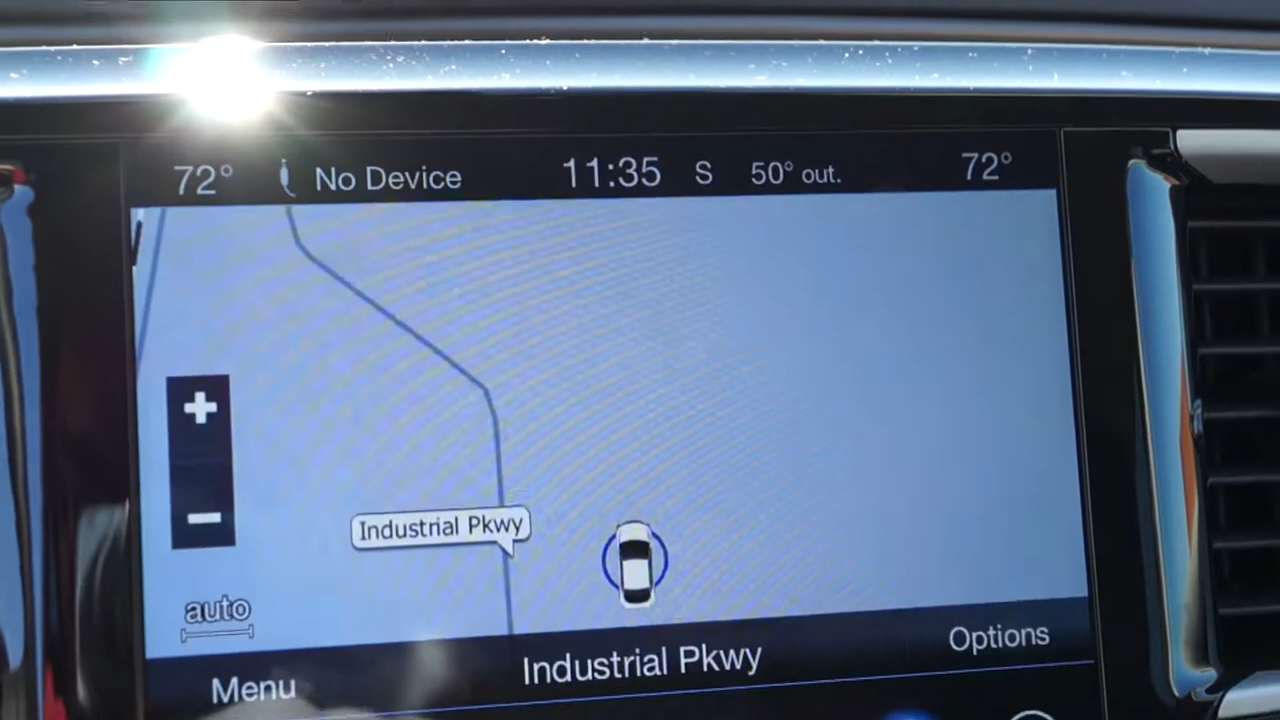 72° No Device 11:35 S 50° out. 72°
+
−
Industrial Pkwy
auto
Menu Industrial Pkwy Options